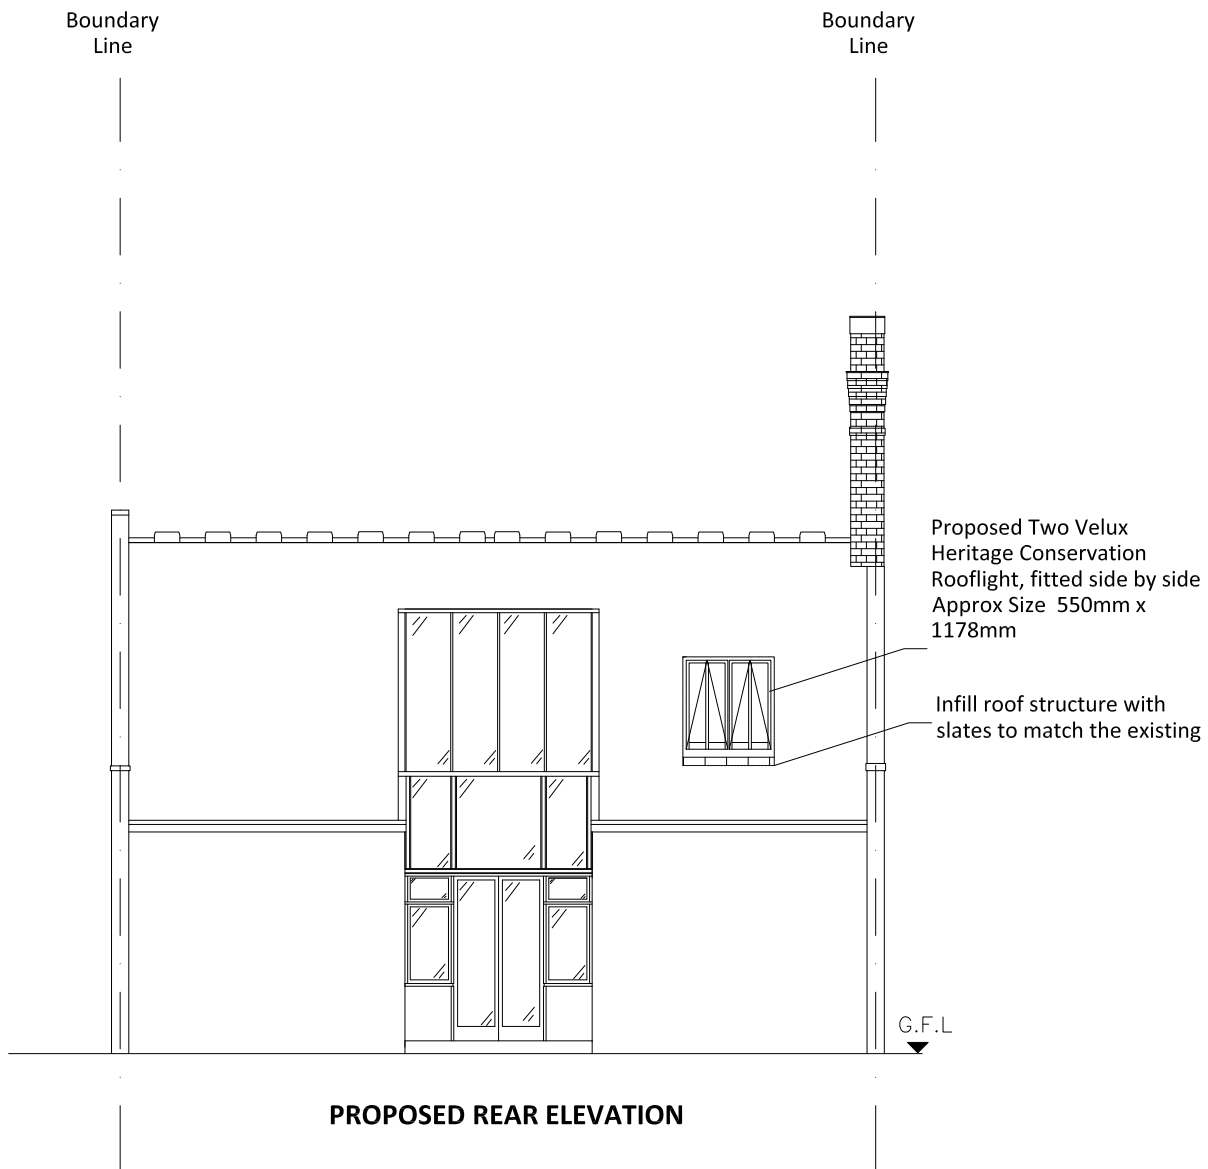 Boundary
Line
Boundary
Line
Proposed Two Velux
Heritage Conservation
Rooflight, fitted side by side
Approx Size  550mm x
1178mm
Infill roof structure with
slates to match the existing
G.F.L
PROPOSED REAR ELEVATION